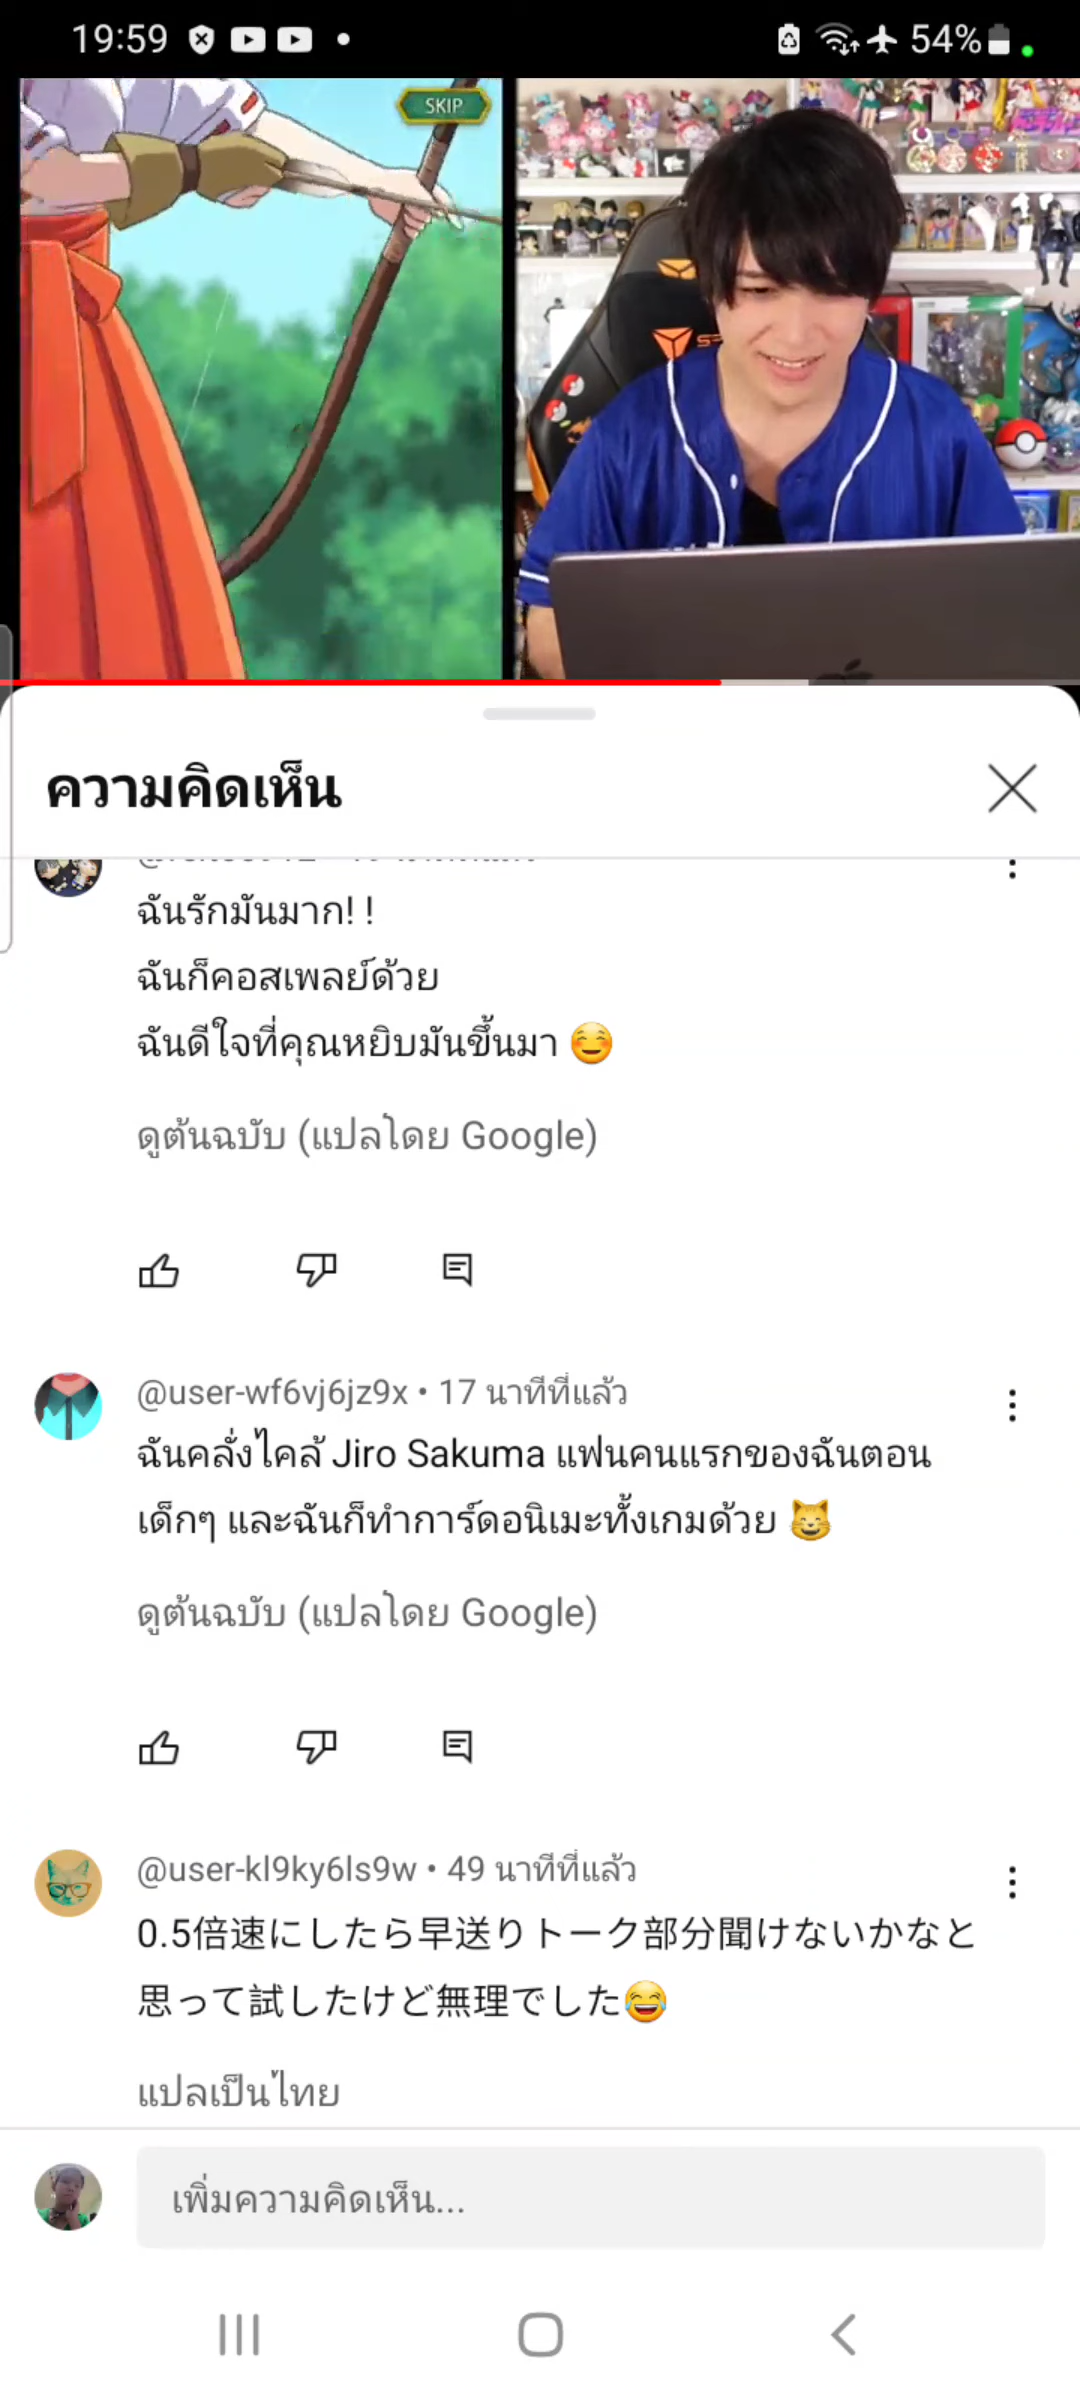 19:59
54%
SKIP
ความคิดเห็น
ฉันรักมันมาก! !
ฉันก็คอสเพลย์ด้วย
ฉันดีใจที่คุณหยิบมันขึ้นมา ☺️
ดูต้นฉบับ (แปลโดย Google)
@user-wf6vj6jz9x • 17 นาทีที่แล้ว
ฉันคลั่งไคล้ Jiro Sakuma แฟนคนแรกของฉันตอน
เด็กๆ และฉันก็ทำการ์ดอนิเมะทั้งเกมด้วย 😸
ดูต้นฉบับ (แปลโดย Google)
@user-kl9ky6ls9w • 49 นาทีที่แล้ว
0.5倍速にしたら早送りトーク部分聞けないかなと
思って試したけど無理でした😂
แปลเป็นไทย
เพิ่มความคิดเห็น...